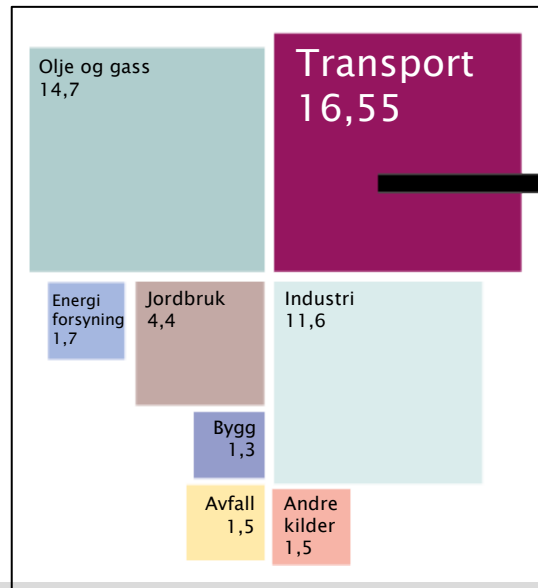 Olje og gass
14,7
Transport
16,55
Energi
forsyning
1,7
Jordbruk
4,4
Industri
11,6
Bygg
1,3
Avfall
1,5
Andre
kilder
1,5